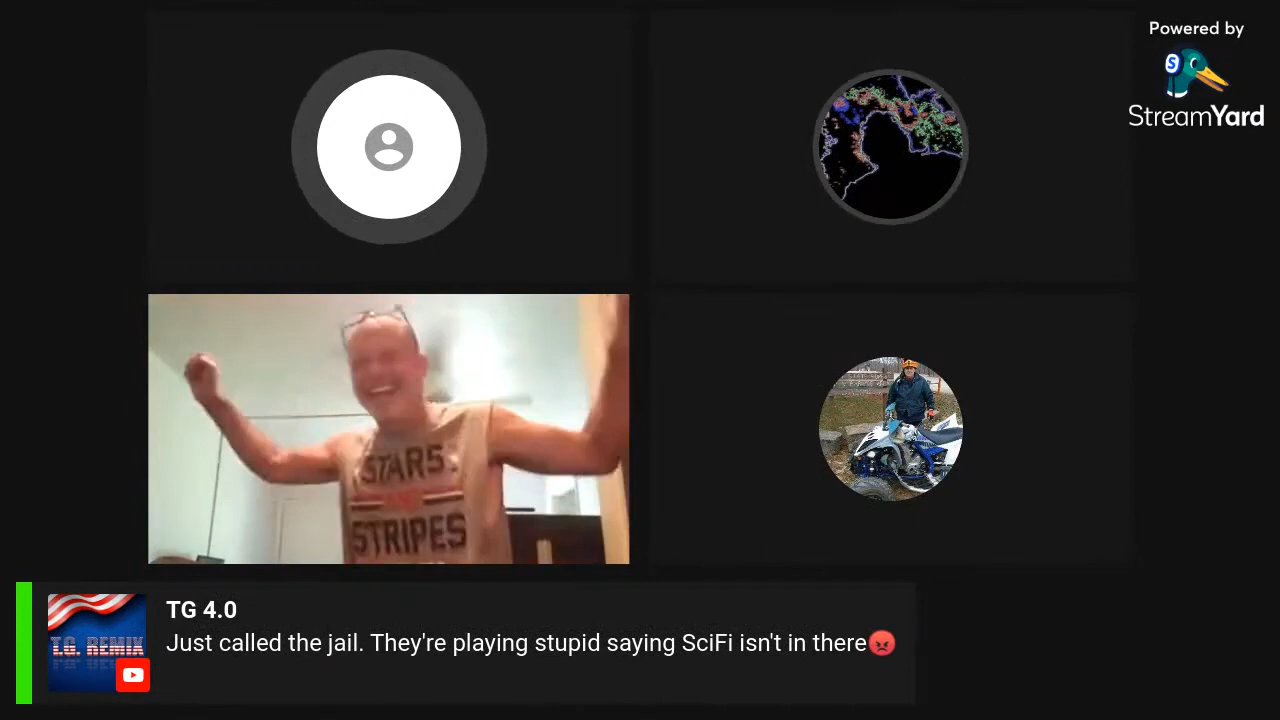 Powered by
StreamYard
STARS
STRIPES
TG 4.0
Just called the jail. They're playing stupid saying SciFi isn't in there😡
T.G. REMIX